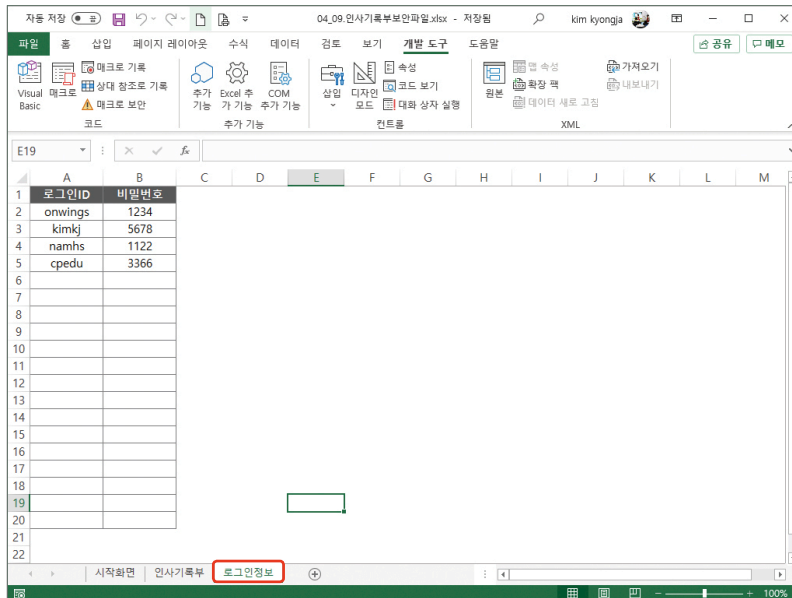 자동 저장 04_09.인사기록부보안파일.xlsx - 저장됨 kim kyongja
파일 홈 삽입 페이지 레이아웃 수식 데이터 검토 보기 개발 도구 도움말 공유 메모
Visual Basic 매크로 매크로 기록 상대 참조로 기록 매크로 보안
추가 기능 Excel 추가 기능 COM 추가 기능
삽입 디자인 모드 속성 코드 보기 대화 상자 실행
원본 맵 속성 확장 팩 데이터 새로 고침 가져오기 내보내기
코드 추가 기능 컨트롤 XML
E19 fx
A B C D E F G H I J K L M
1 로그인ID 비밀번호
2 onwings 1234
3 kimkj 5678
4 namhs 1122
5 cpedu 3366
6
7
8
9
10
11
12
13
14
15
16
17
18
19
20
21
22
시작화면 인사기록부 로그인정보
100%